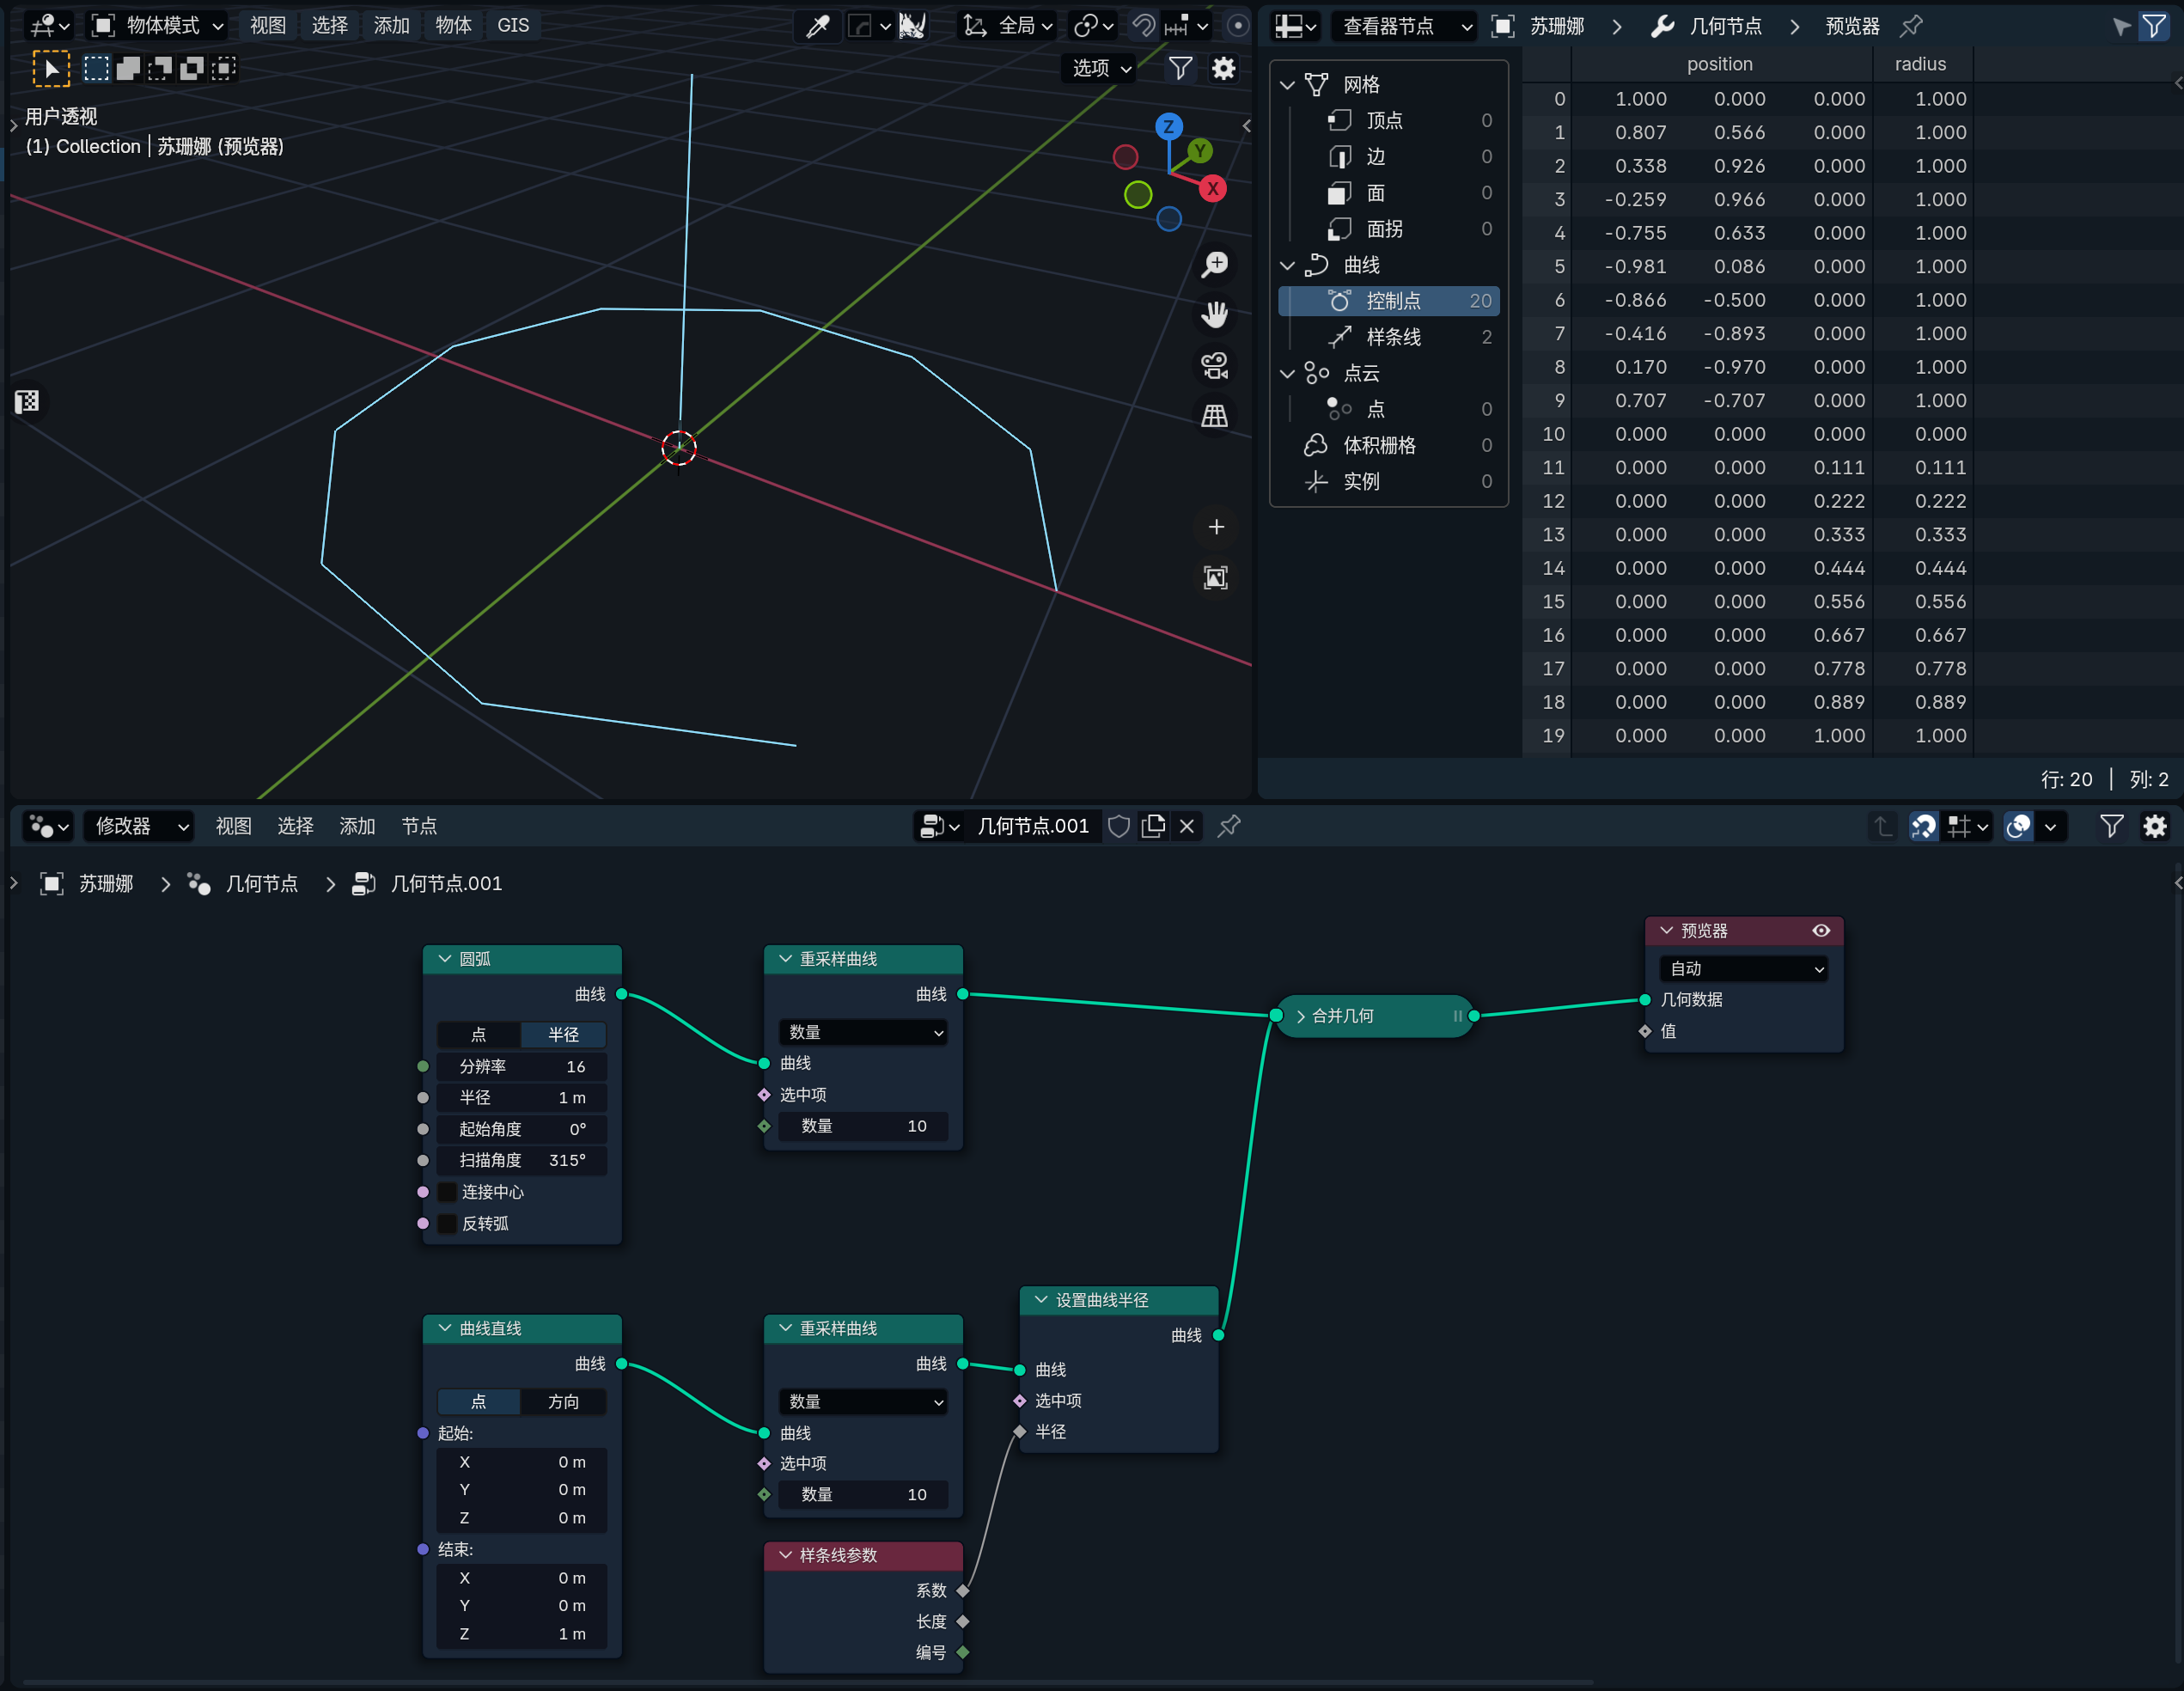 物体模式 视图 选择 添加 物体 GIS 全局
选项
用户透视
(1) Collection | 苏珊娜 (预览器)
Z
Y
X
查看器节点 苏珊娜 几何节点 预览器
网格
顶点 0
边 0
面 0
面拐 0
曲线
控制点 20
样条线 2
点云
点 0
体积栅格 0
实例 0
position radius
0 1.000 0.000 0.000 1.000
1 0.807 0.566 0.000 1.000
2 0.338 0.926 0.000 1.000
3 -0.259 0.966 0.000 1.000
4 -0.755 0.633 0.000 1.000
5 -0.981 0.086 0.000 1.000
6 -0.866 -0.500 0.000 1.000
7 -0.416 -0.893 0.000 1.000
8 0.170 -0.970 0.000 1.000
9 0.707 -0.707 0.000 1.000
10 0.000 0.000 0.000 0.000
11 0.000 0.000 0.111 0.111
12 0.000 0.000 0.222 0.222
13 0.000 0.000 0.333 0.333
14 0.000 0.000 0.444 0.444
15 0.000 0.000 0.556 0.556
16 0.000 0.000 0.667 0.667
17 0.000 0.000 0.778 0.778
18 0.000 0.000 0.889 0.889
19 0.000 0.000 1.000 1.000
行: 20 | 列: 2
修改器 视图 选择 添加 节点 几何节点.001
苏珊娜 几何节点 几何节点.001
圆弧
曲线
点 半径
分辨率 16
半径 1 m
起始角度 0°
扫描角度 315°
连接中心
反转弧
重采样曲线
曲线
数量
曲线
选中项
数量 10
合并几何
预览器
自动
几何数据
值
曲线直线
曲线
点 方向
起始:
X 0 m
Y 0 m
Z 0 m
结束:
X 0 m
Y 0 m
Z 1 m
重采样曲线
曲线
数量
曲线
选中项
数量 10
样条线参数
系数
长度
编号
设置曲线半径
曲线
曲线
选中项
半径